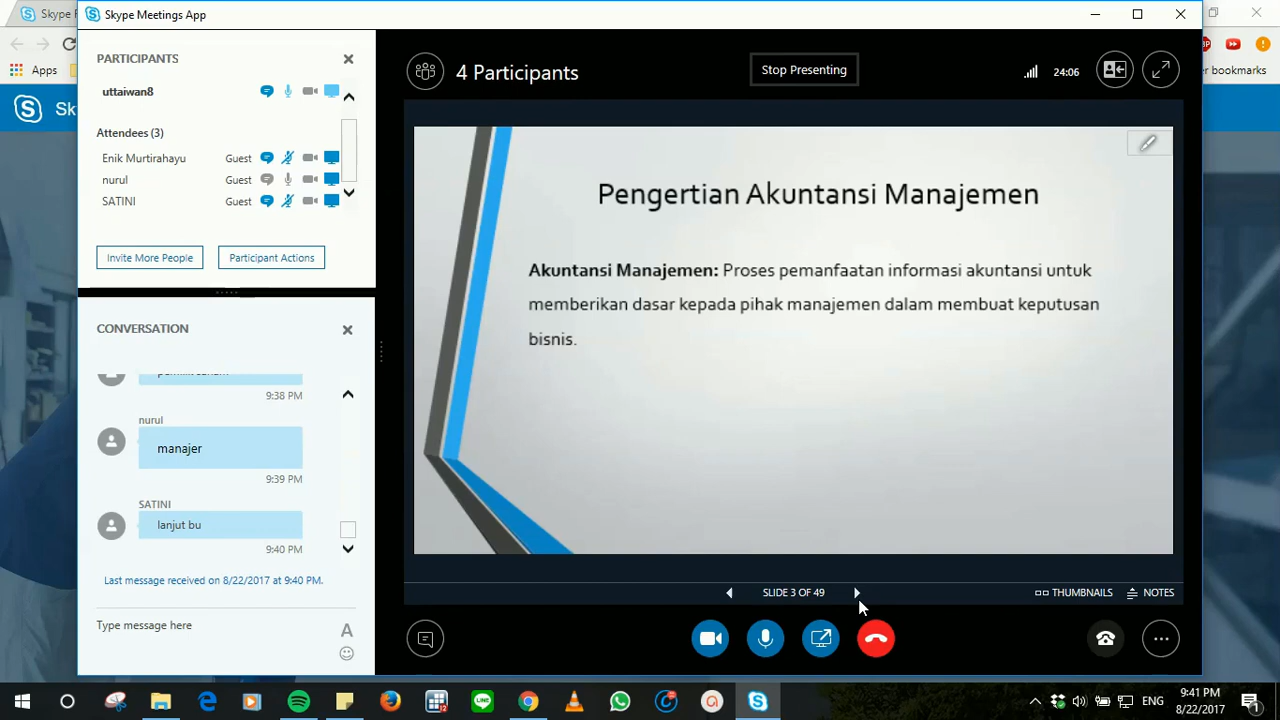 Skype
Skype Meetings App
Apps
er bookmarks
Sk
PARTICIPANTS
uttaiwan8
Attendees (3)
Enik Murtirahayu Guest
nurul Guest
SATINI Guest
Invite More People
Participant Actions
CONVERSATION
9:38 PM
nurul
manajer
9:39 PM
SATINI
lanjut bu
9:40 PM
Last message received on 8/22/2017 at 9:40 PM.
Type message here
A
4 Participants
Stop Presenting
24:06
Pengertian Akuntansi Manajemen
Akuntansi Manajemen: Proses pemanfaatan informasi akuntansi untuk
memberikan dasar kepada pihak manajemen dalam membuat keputusan
bisnis.
SLIDE 3 OF 49
THUMBNAILS
NOTES
ENG
9:41 PM
8/22/2017